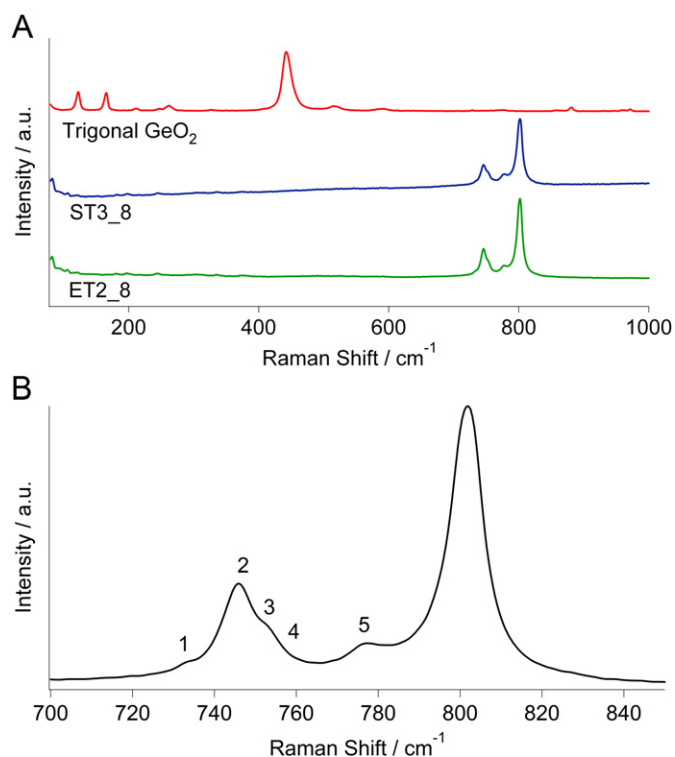 A
Intensity / a.u.
Trigonal GeO₂
ST3_8
ET2_8
200 400 600 800 1000
Raman Shift / cm⁻¹
B
Intensity / a.u.
1 2 3 4 5
700 720 740 760 780 800 820 840
Raman Shift / cm⁻¹